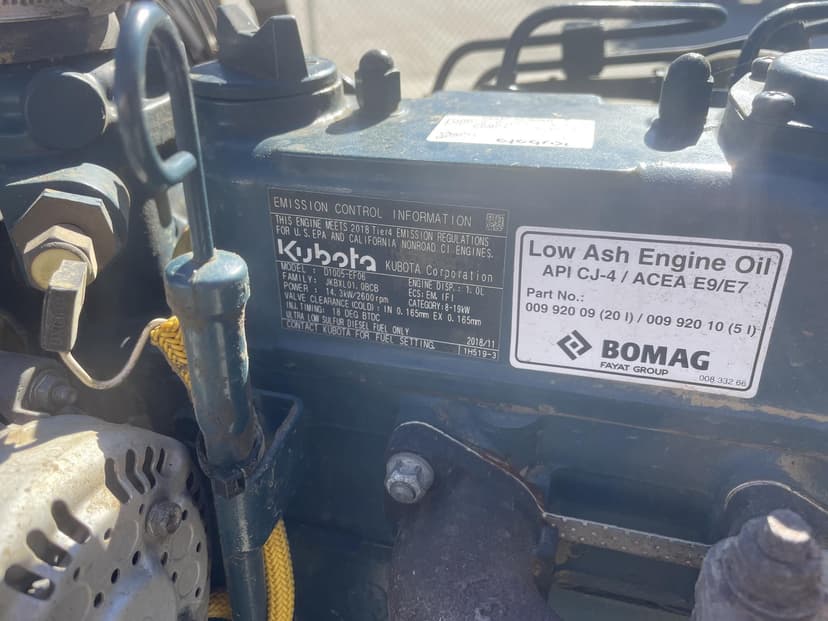 EMISSION CONTROL INFORMATION
THIS ENGINE MEETS 2018 Tier4 EMISSION REGULATIONS
FOR U.S.EPA AND CALIFORNIA NONROAD CI ENGINES.
Kubota KUBOTA Corporation
MODEL : D1005-EF06 ENGINE DISP.: 1.0L
FAMILY: JKBXL01.0BCB ECS: EM, IFI
POWER : 14.3kW/2600rpm CATEGORY: 8-19kW
VALVE CLEARANCE (COLD): IN 0.165mm EX 0.165mm
INJ. TIMING: 18 DEG BTDC
ULTRA LOW SULFUR DIESEL FUEL ONLY 2018/11
CONTACT KUBOTA FOR FUEL SETTING. 1H519-3
Low Ash Engine Oil
API CJ-4 / ACEA E9/E7
Part No.:
009 920 09 (20 l) / 009 920 10 (5 l)
BOMAG
FAYAT GROUP
008 332 66